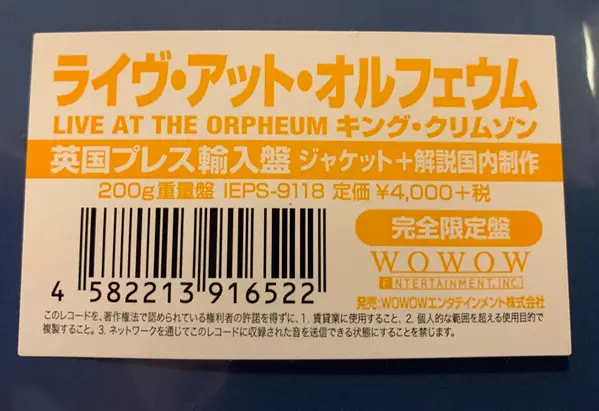 ライヴ・アット・オルフェウム
LIVE AT THE ORPHEUM キング・クリムゾン
英国プレス輸入盤 ジャケット+解説国内制作
200g重量盤 IEPS-9118 定価 ¥4,000+税
完全限定盤
WOWOW
ENTERTAINMENT, INC.
4 582213 916522
発売:WOWOWエンタテインメント株式会社
このレコードを、著作権法で認められている権利者の許諾を得ずに、1. 賃貸業に使用すること、2. 個人的な範囲を超える使用目的で
複製すること。3. ネットワークを通じてこのレコードに収録された音を送信できる状態にすることを禁じます。